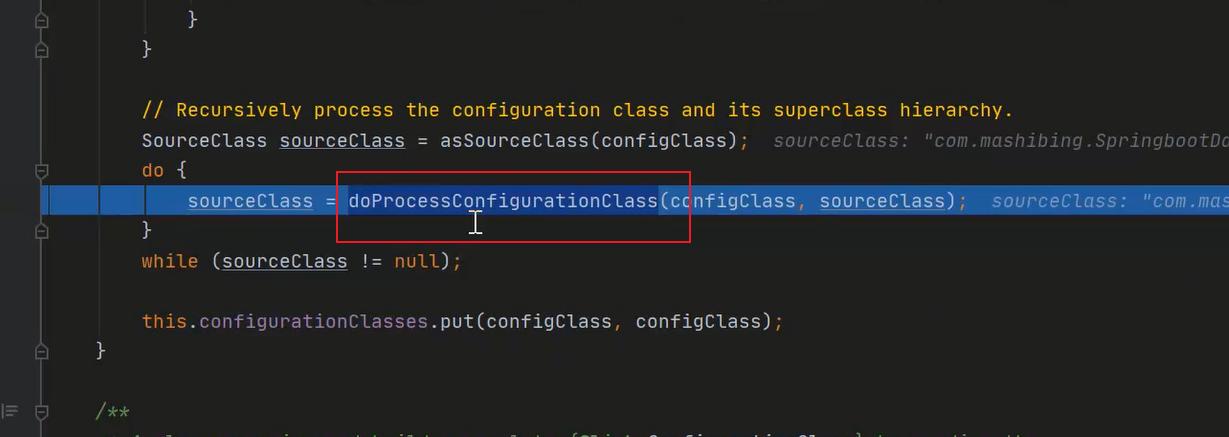 }
}
// Recursively process the configuration class and its superclass hierarchy.
SourceClass sourceClass = asSourceClass(configClass); sourceClass: "com.mashibing.SpringbootDe
do {
sourceClass = doProcessConfigurationClass(configClass, sourceClass); sourceClass: "com.mas
}
while (sourceClass != null);
this.configurationClasses.put(configClass, configClass);
}
/**